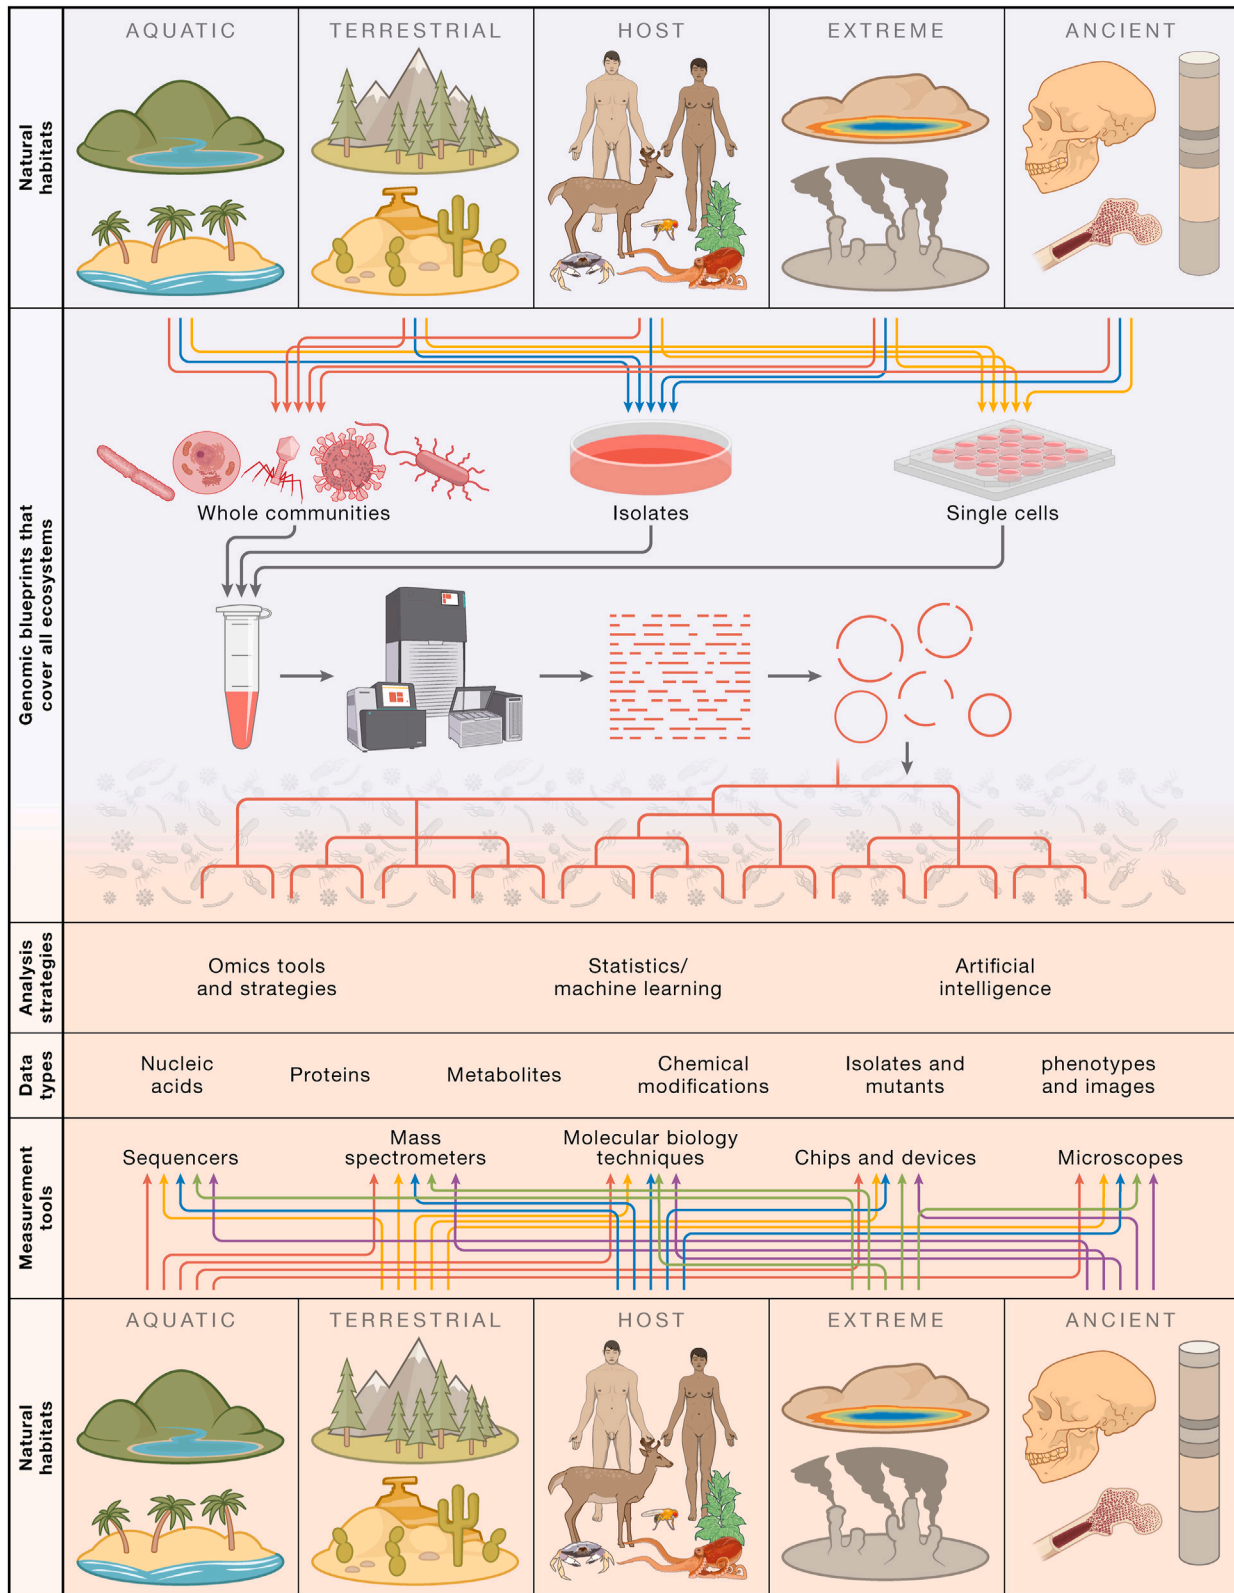 AQUATIC
TERRESTRIAL
HOST
EXTREME
ANCIENT
Natural
habitats
Genomic blueprints that
cover all ecosystems
Whole communities
Isolates
Single cells
Analysis
strategies
Omics tools
and strategies
Statistics/
machine learning
Artificial
intelligence
Data
types
Nucleic
acids
Proteins
Metabolites
Chemical
modifications
Isolates and
mutants
phenotypes
and images
Measurement
tools
Sequencers
Mass
spectrometers
Molecular biology
techniques
Chips and devices
Microscopes
Natural
habitats
AQUATIC
TERRESTRIAL
HOST
EXTREME
ANCIENT